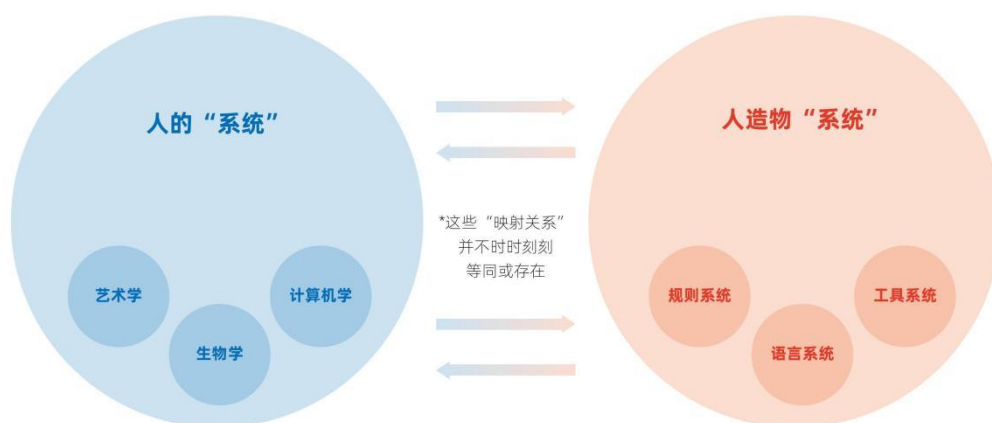 人的“系统”
人造物“系统”
*这些“映射关系”
并不时时刻刻
等同或存在
艺术学
计算机学
生物学
规则系统
工具系统
语言系统